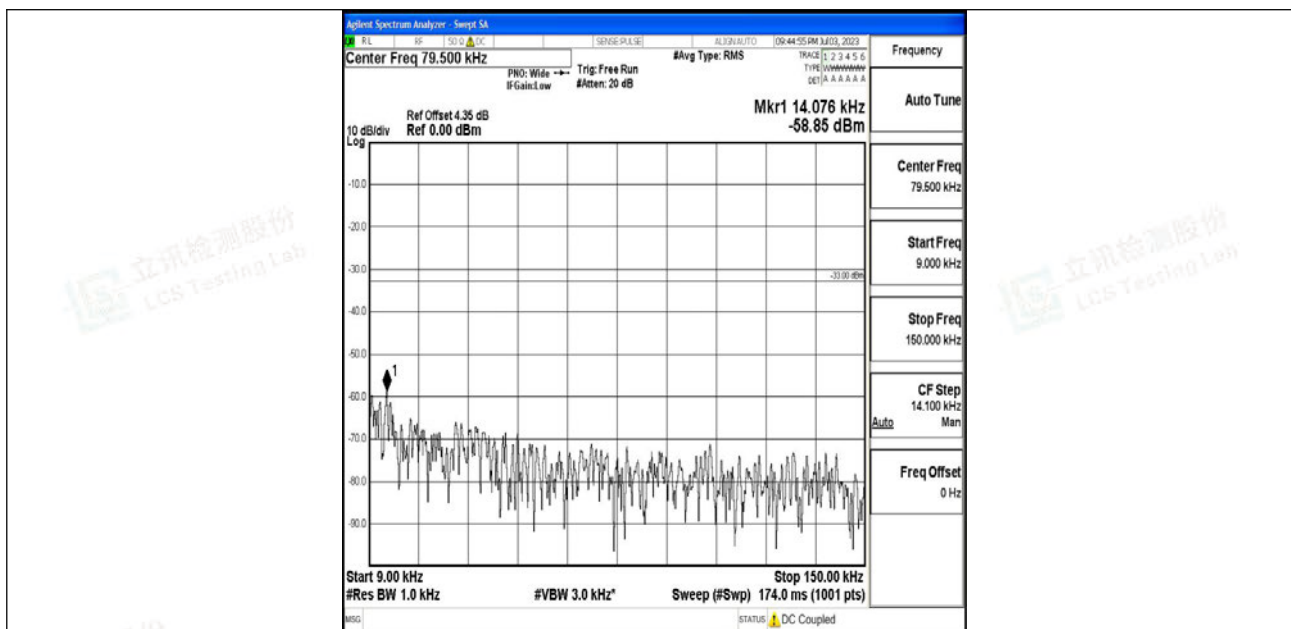 Agilent Spectrum Analyzer - Swept SA
RL RF 50 Ω DC SENSE:PULSE ALIGNAUTO 09:44:55 PM Jul 03, 2023
Center Freq 79.500 kHz
PNO: Wide
IFGain:Low
Trig: Free Run
#Atten: 20 dB
#Avg Type: RMS
TRACE 1 2 3 4 5 6
TYPE
DET A A A A A A
Frequency
Auto Tune
Mkr1 14.076 kHz
-58.85 dBm
Ref Offset 4.35 dB
10 dB/div Ref 0.00 dBm
Log
-10.0
-20.0
-30.0
-33.00 dBm
-40.0
-50.0
1
-60.0
-70.0
-80.0
-90.0
Center Freq
79.500 kHz
Start Freq
9.000 kHz
Stop Freq
150.000 kHz
CF Step
14.100 kHz
Auto Man
Freq Offset
0 Hz
Start 9.00 kHz Stop 150.00 kHz
#Res BW 1.0 kHz #VBW 3.0 kHz* Sweep (#Swp) 174.0 ms (1001 pts)
MSG STATUS DC Coupled
立讯检测股份
LCS Testing Lab
立讯检测股份
LCS Testing Lab